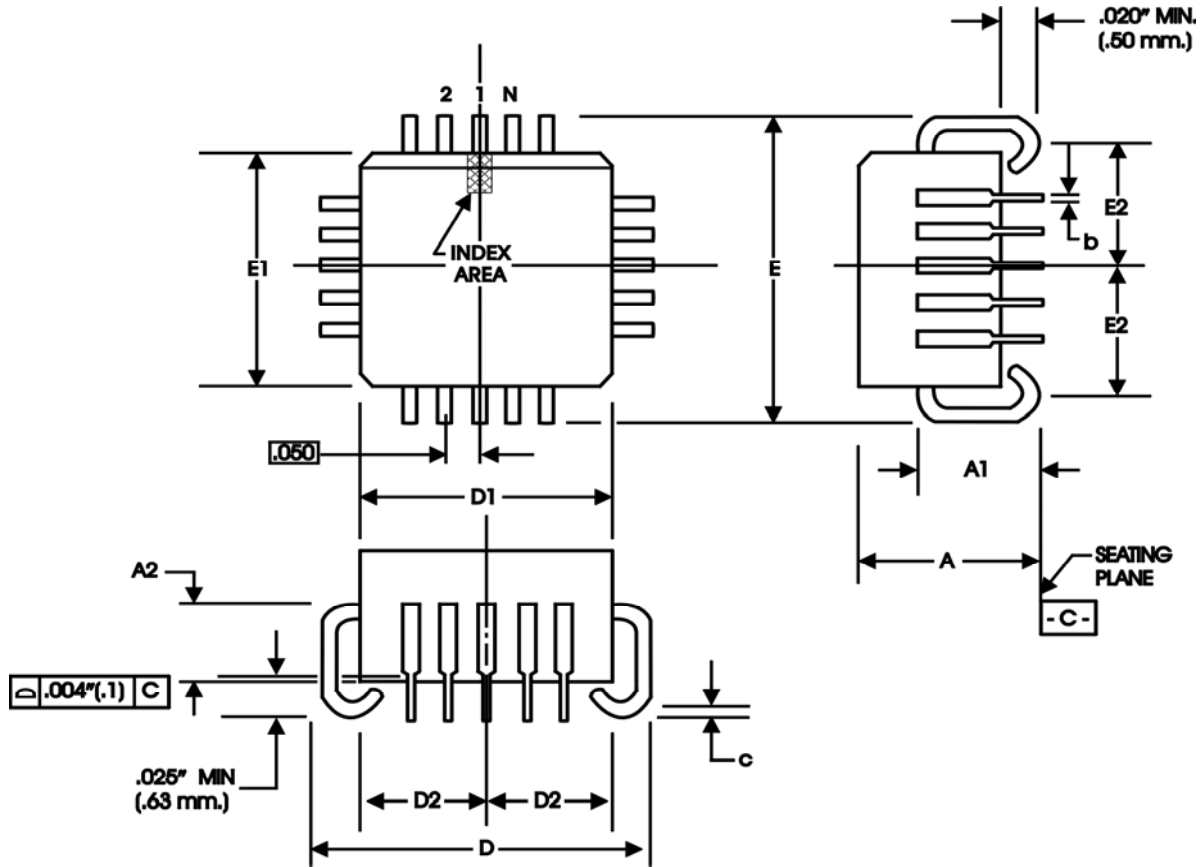 .020" MIN.
(.50 mm.)
2 1 N
E1
INDEX
AREA
E
E2
b
E2
.050
D1
A1
A
SEATING
PLANE
- C -
A2
⌓ .004"(.1) C
.025" MIN
(.63 mm.)
c
D2 D2
D